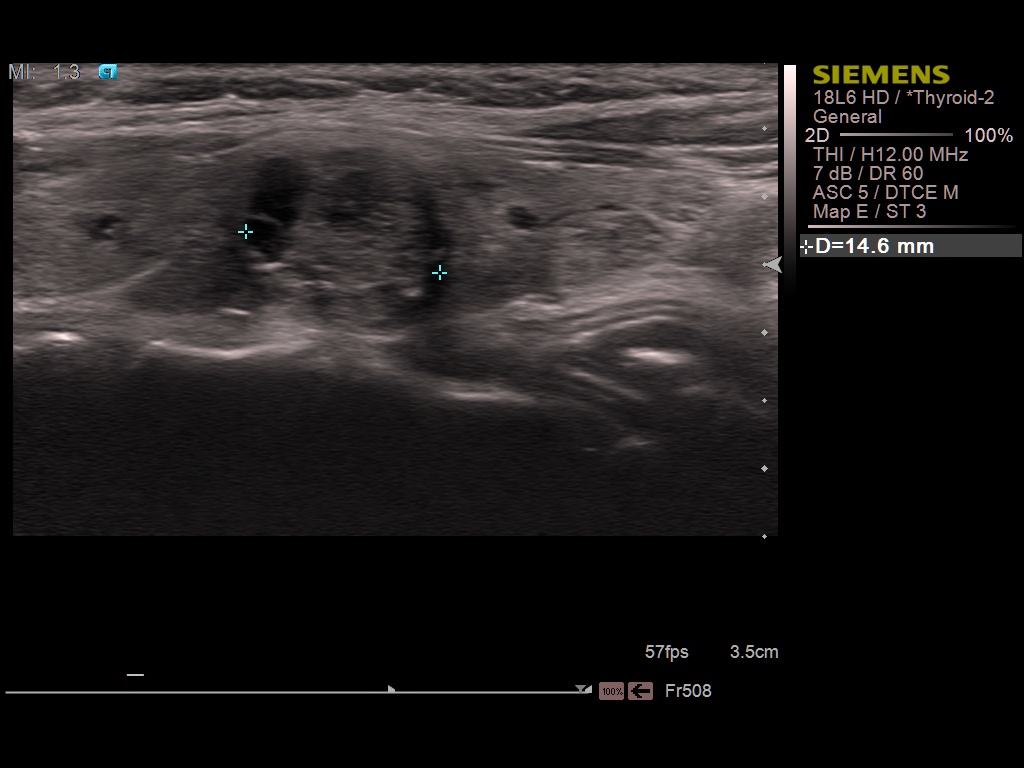 MI: 1.3
SIEMENS
18L6 HD / *Thyroid-2
General
2D 100%
THI / H12.00 MHz
7 dB / DR 60
ASC 5 / DTCE M
Map E / ST 3
D=14.6 mm
57fps 3.5cm
100% Fr508